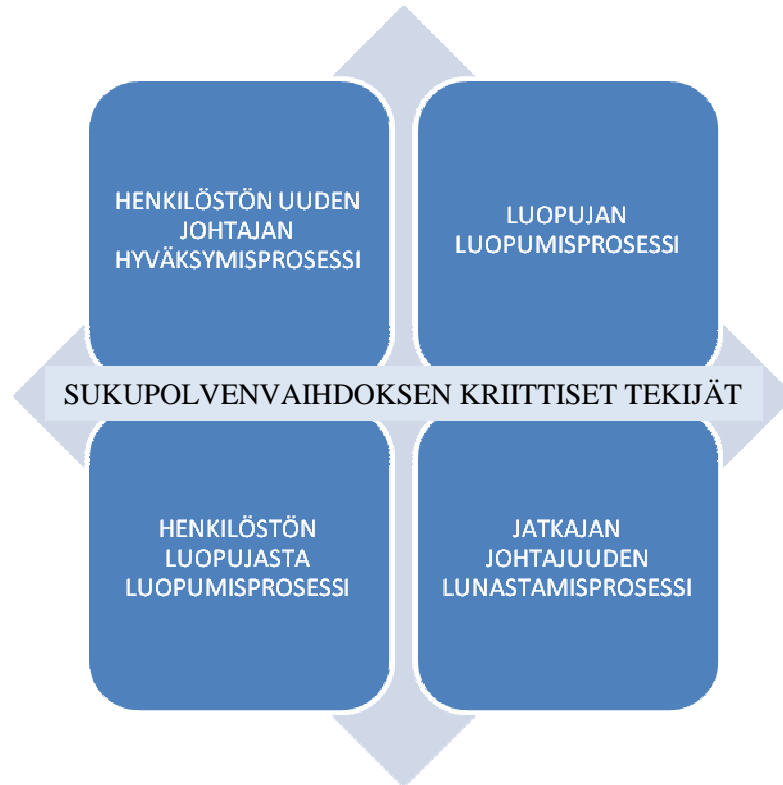 HENKILÖSTÖN UUDEN
JOHTAJAN
HYVÄKSYMISPROSESSI
LUOPUJAN
LUOPUMISPROSESSI
SUKUPOLVENVAIHDOKSEN KRIITTISET TEKIJÄT
HENKILÖSTÖN
LUOPUJASTA
LUOPUMISPROSESSI
JATKAJAN
JOHTAJUUDEN
LUNASTAMISPROSESSI